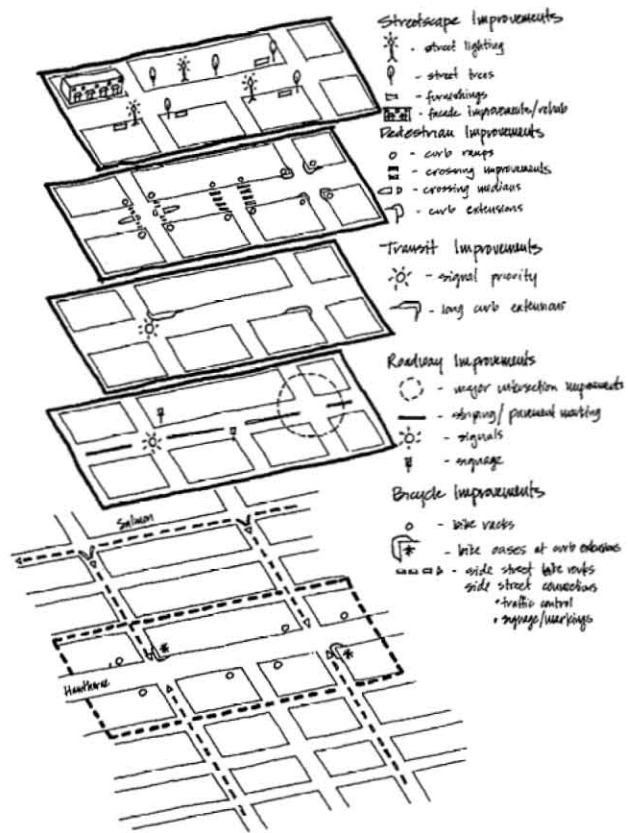 Streetscape Improvements
- street lighting
- street trees
- furnishings
- facade improvements/rehab
Pedestrian Improvements
- curb ramps
- crossing improvements
- crossing medians
- curb extensions
Transit Improvements
- signal priority
- long curb extensions
Roadway Improvements
- major intersection improvements
- striping/pavement marking
- signals
- signage
Bicycle Improvements
- bike racks
- bike oases at curb extensions
- side street bike routes
side street connections
• traffic control
• signage/markings
Salmon
Hawthorne